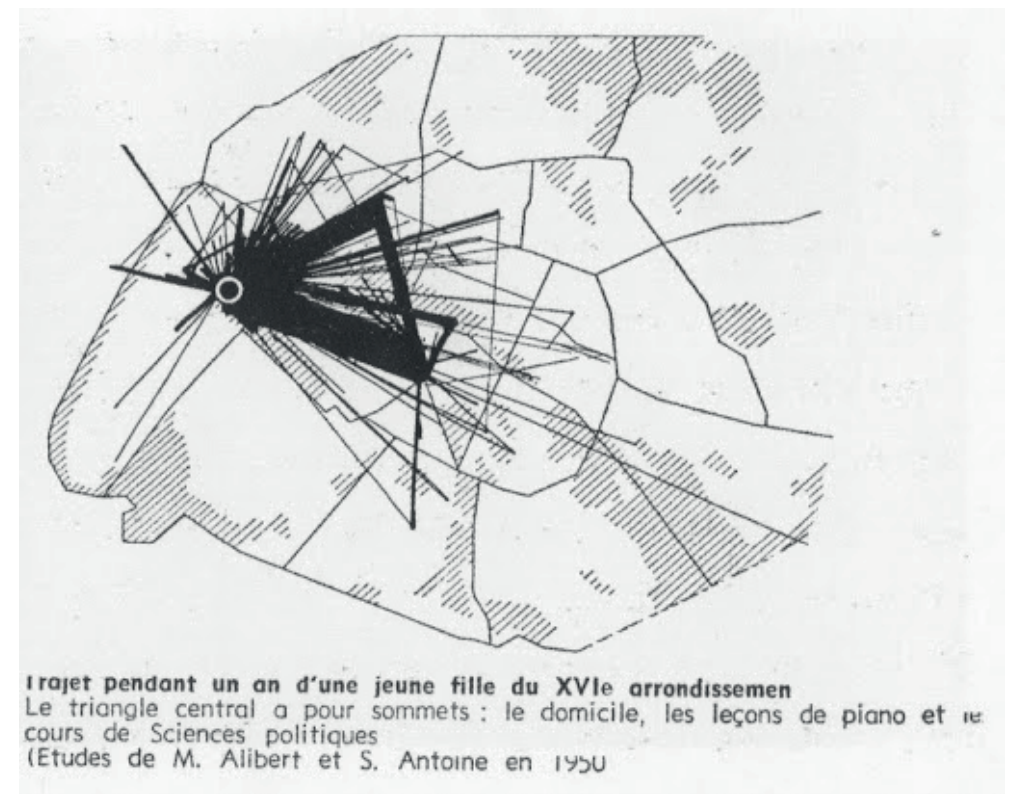 Trajet pendant un an d'une jeune fille du XVIe arrondissemen
Le triangle central a pour sommets : le domicile, les leçons de piano et le
cours de Sciences politiques
(Etudes de M. Alibert et S. Antoine en 1950